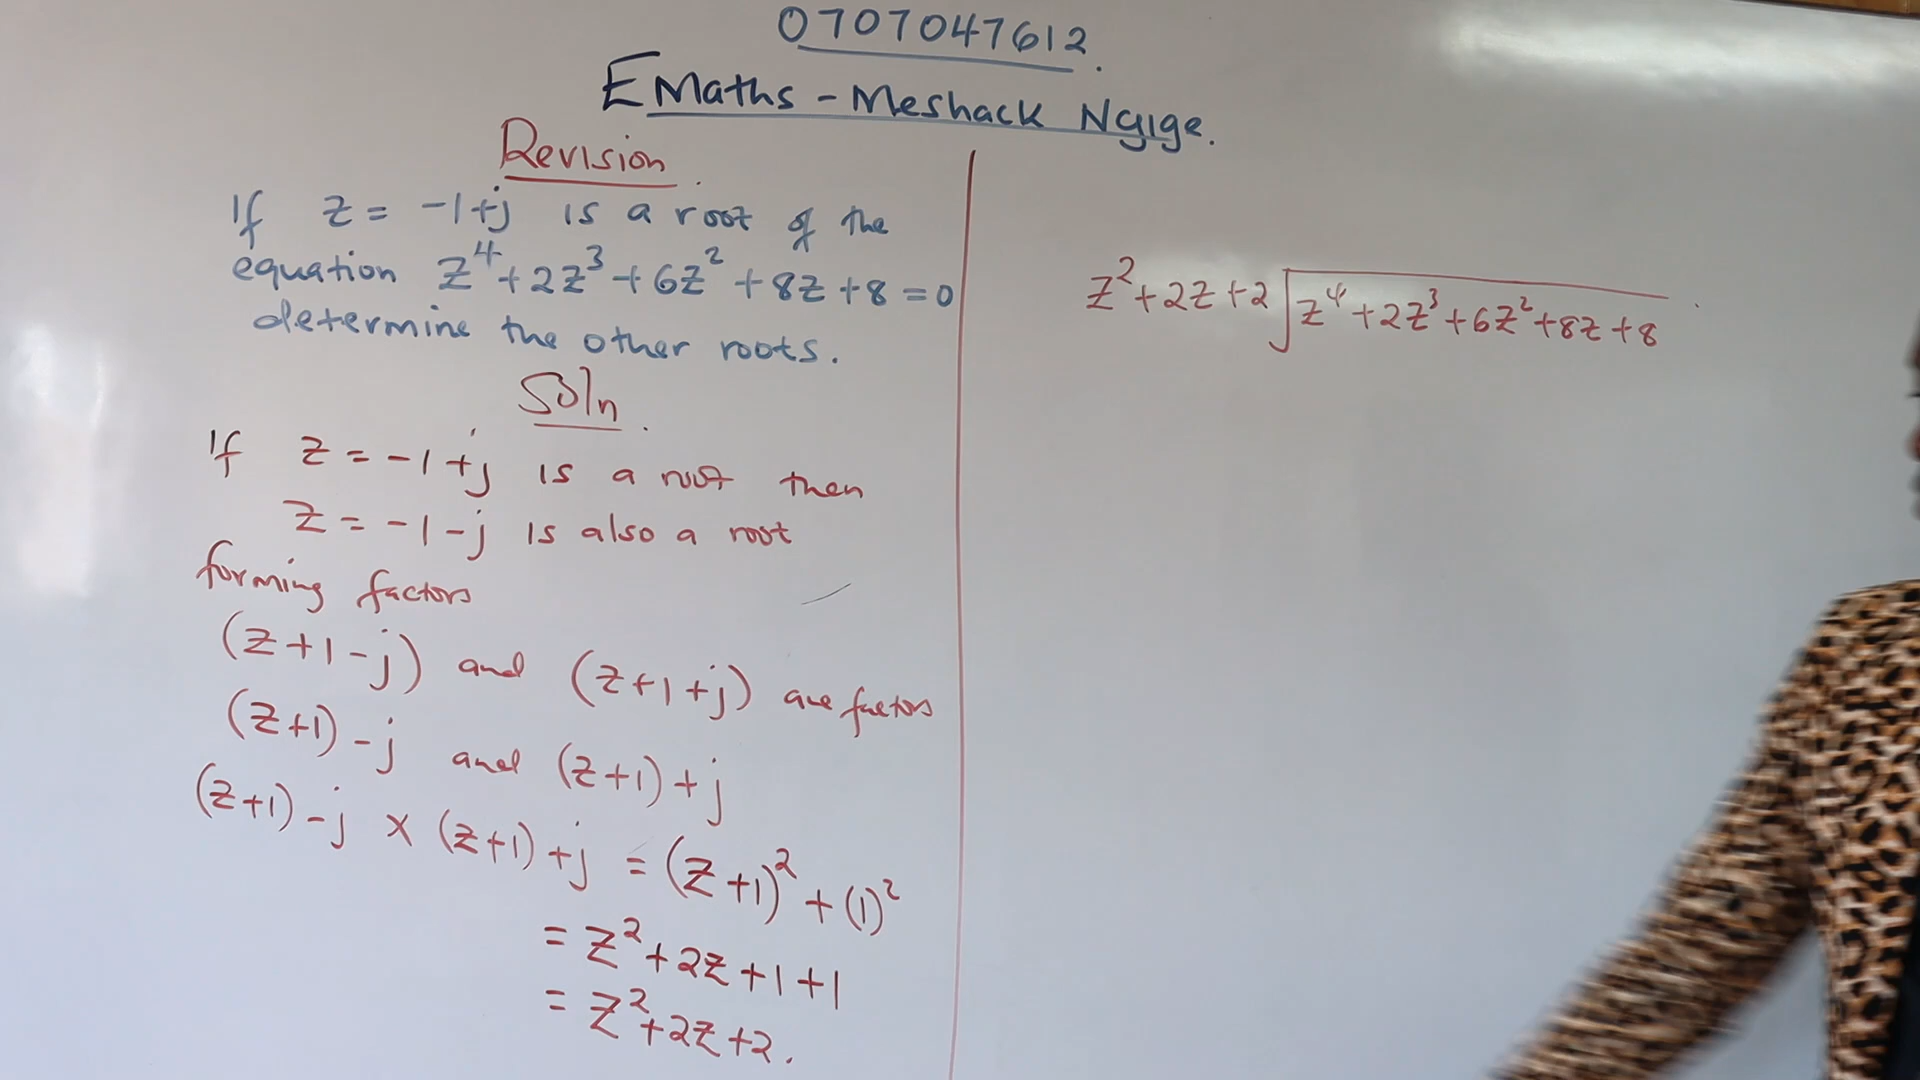 0707047612.
EMaths - Meshack Ngige.
Revision
If z = -1+j is a root of the
equation z⁴+2z³+6z²+8z+8=0
determine the other roots.
Soln.
If z = -1+j is a root then
z = -1-j is also a root
forming factors
(z+1-j) and (z+1+j) are factors
(z+1)-j and (z+1)+j
(z+1)-j x (z+1)+j = (z+1)²+(1)²
= z²+2z+1+1
= z²+2z+2.
z²+2z+2 √z⁴+2z³+6z²+8z+8